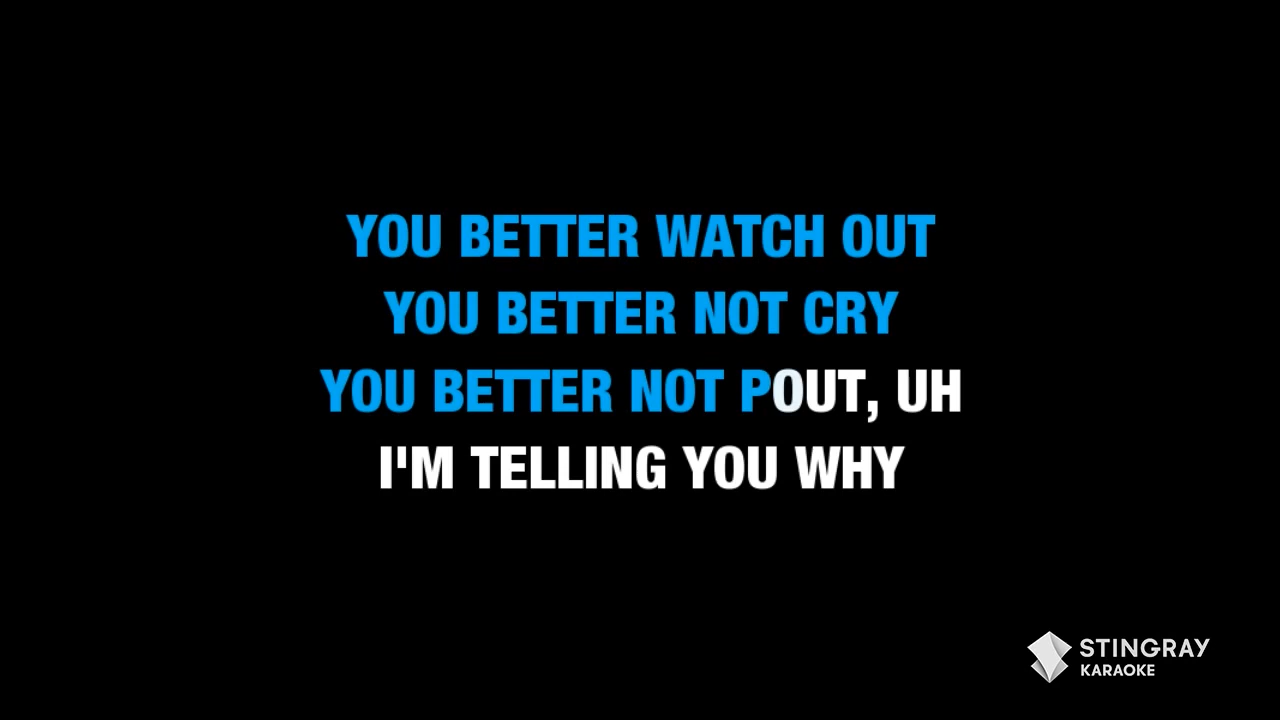 YOU BETTER WATCH OUT
YOU BETTER NOT CRY
YOU BETTER NOT POUT, UH
I'M TELLING YOU WHY
STINGRAY
KARAOKE